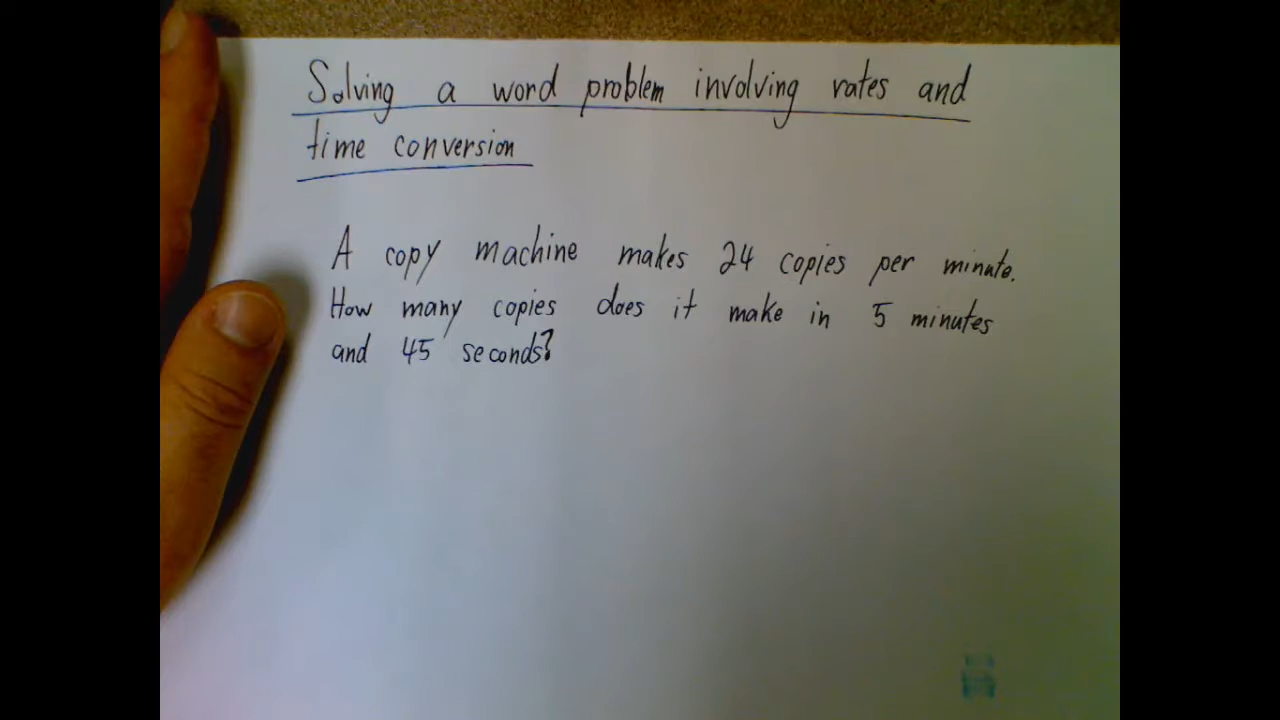 Solving a word problem involving rates and
time conversion
A copy machine makes 24 copies per minute.
How many copies does it make in 5 minutes
and 45 seconds?